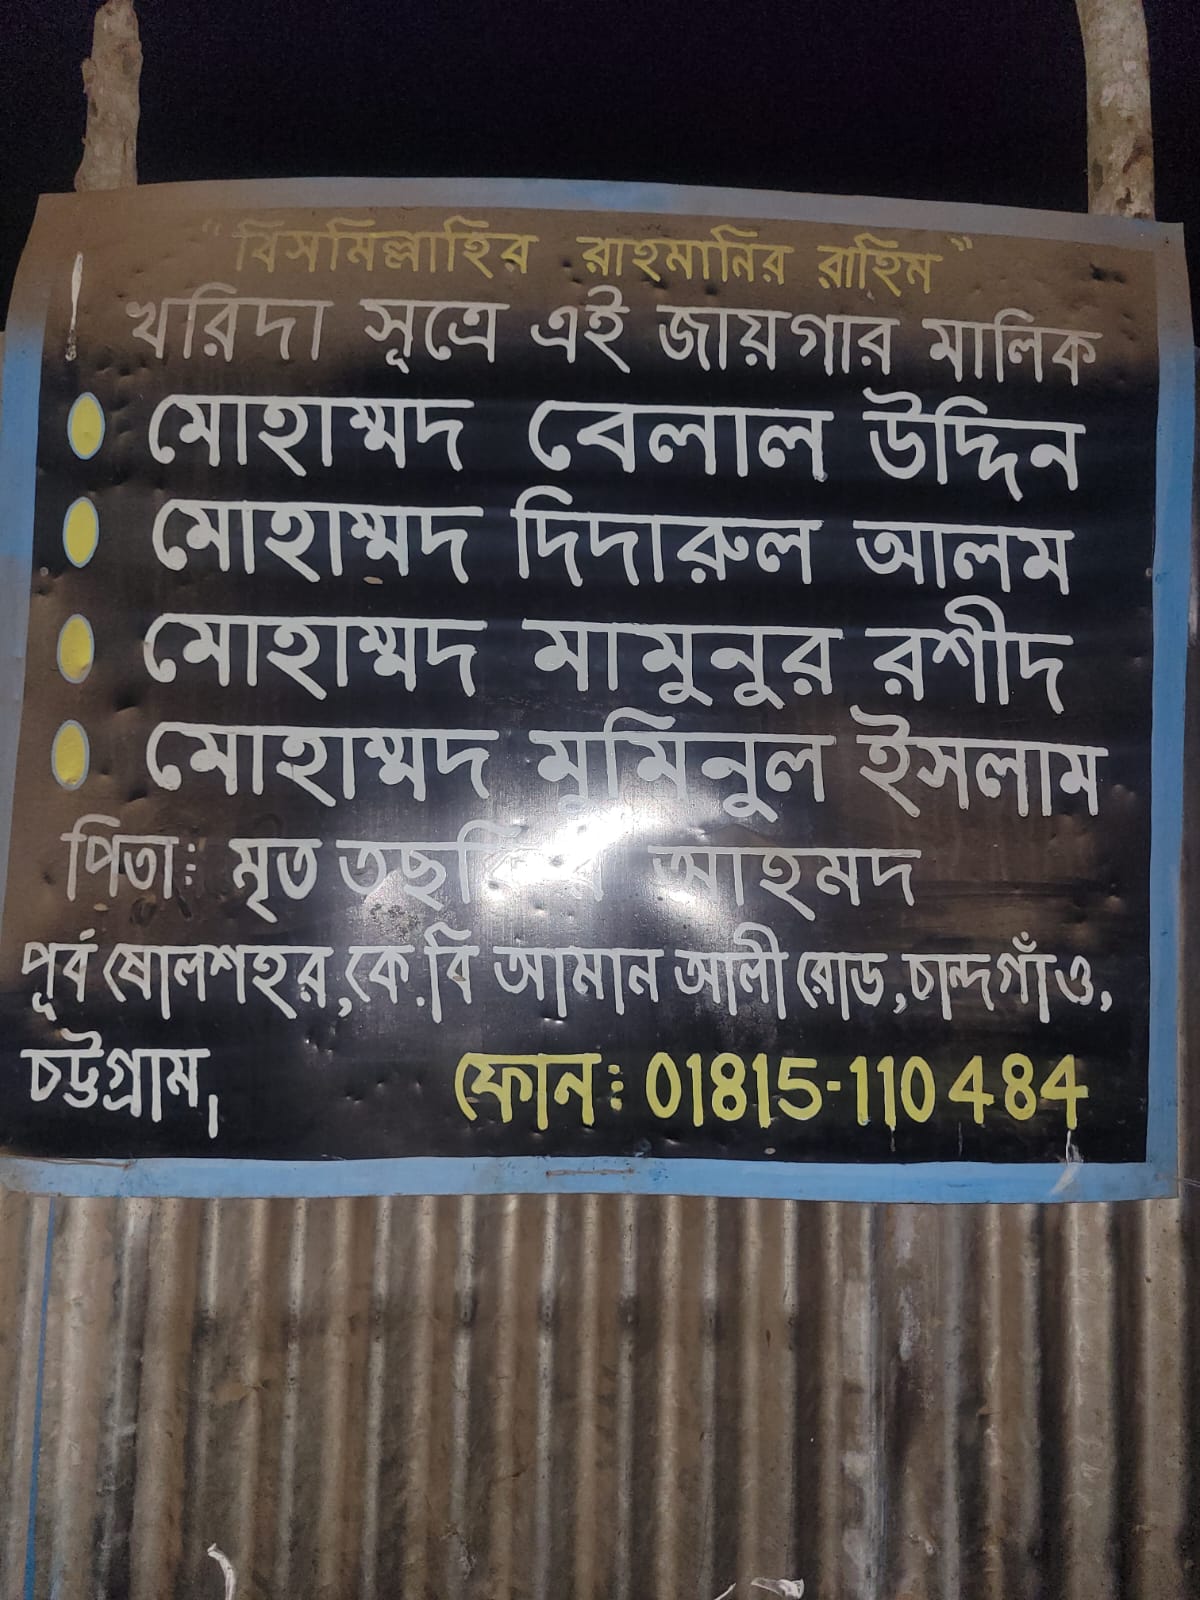 "বিসমিল্লাহির রাহমানির রাহিম"
খরিদা সূত্রে এই জায়গার মালিক
মোহাম্মদ বেলাল উদ্দিন
মোহাম্মদ দিদারুল আলম
মোহাম্মদ মামুনুর রশীদ
মোহাম্মদ মুমিনুল ইসলাম
পিতা: মৃত আহমদ
পূর্ব ষোলশহর, কে.বি আমান আলী রোড, চান্দগাঁও,
চট্টগ্রাম, ফোন: 01815-110484